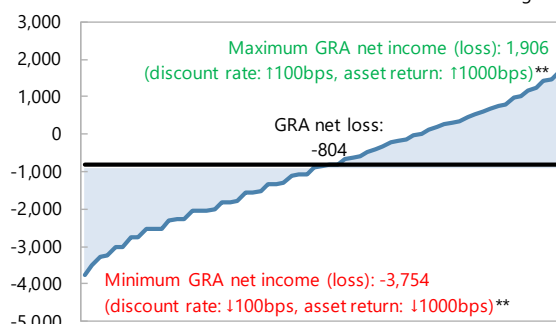 3,000
2,000
Maximum GRA net income (loss): 1,906
(discount rate: ↑100bps, asset return: ↑1000bps)**
1,000
0
GRA net loss:
-804
-1,000
-2,000
-3,000
-4,000
Minimum GRA net income (loss): -3,754
(discount rate: ↓100bps, asset return: ↓1000bps)**
-5,000